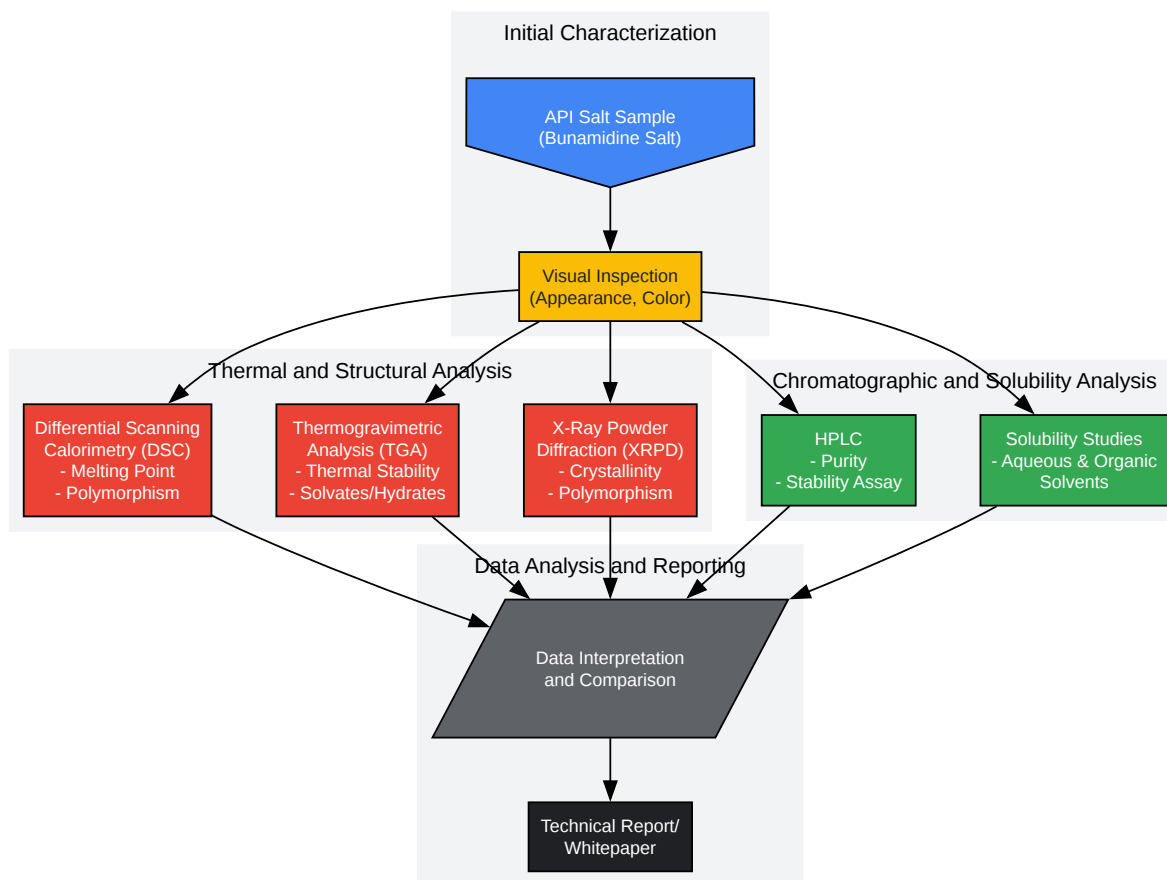 Initial Characterization
API Salt Sample
(Bunamidine Salt)
Visual Inspection
(Appearance, Color)
Thermal and Structural Analysis
Differential Scanning
Calorimetry (DSC)
- Melting Point
- Polymorphism
Thermogravimetric
Analysis (TGA)
- Thermal Stability
- Solvates/Hydrates
X-Ray Powder
Diffraction (XRPD)
- Crystallinity
- Polymorphism
Chromatographic and Solubility Analysis
HPLC
- Purity
- Stability Assay
Solubility Studies
- Aqueous & Organic
Solvents
Data Analysis and Reporting
Data Interpretation
and Comparison
Technical Report/
Whitepaper